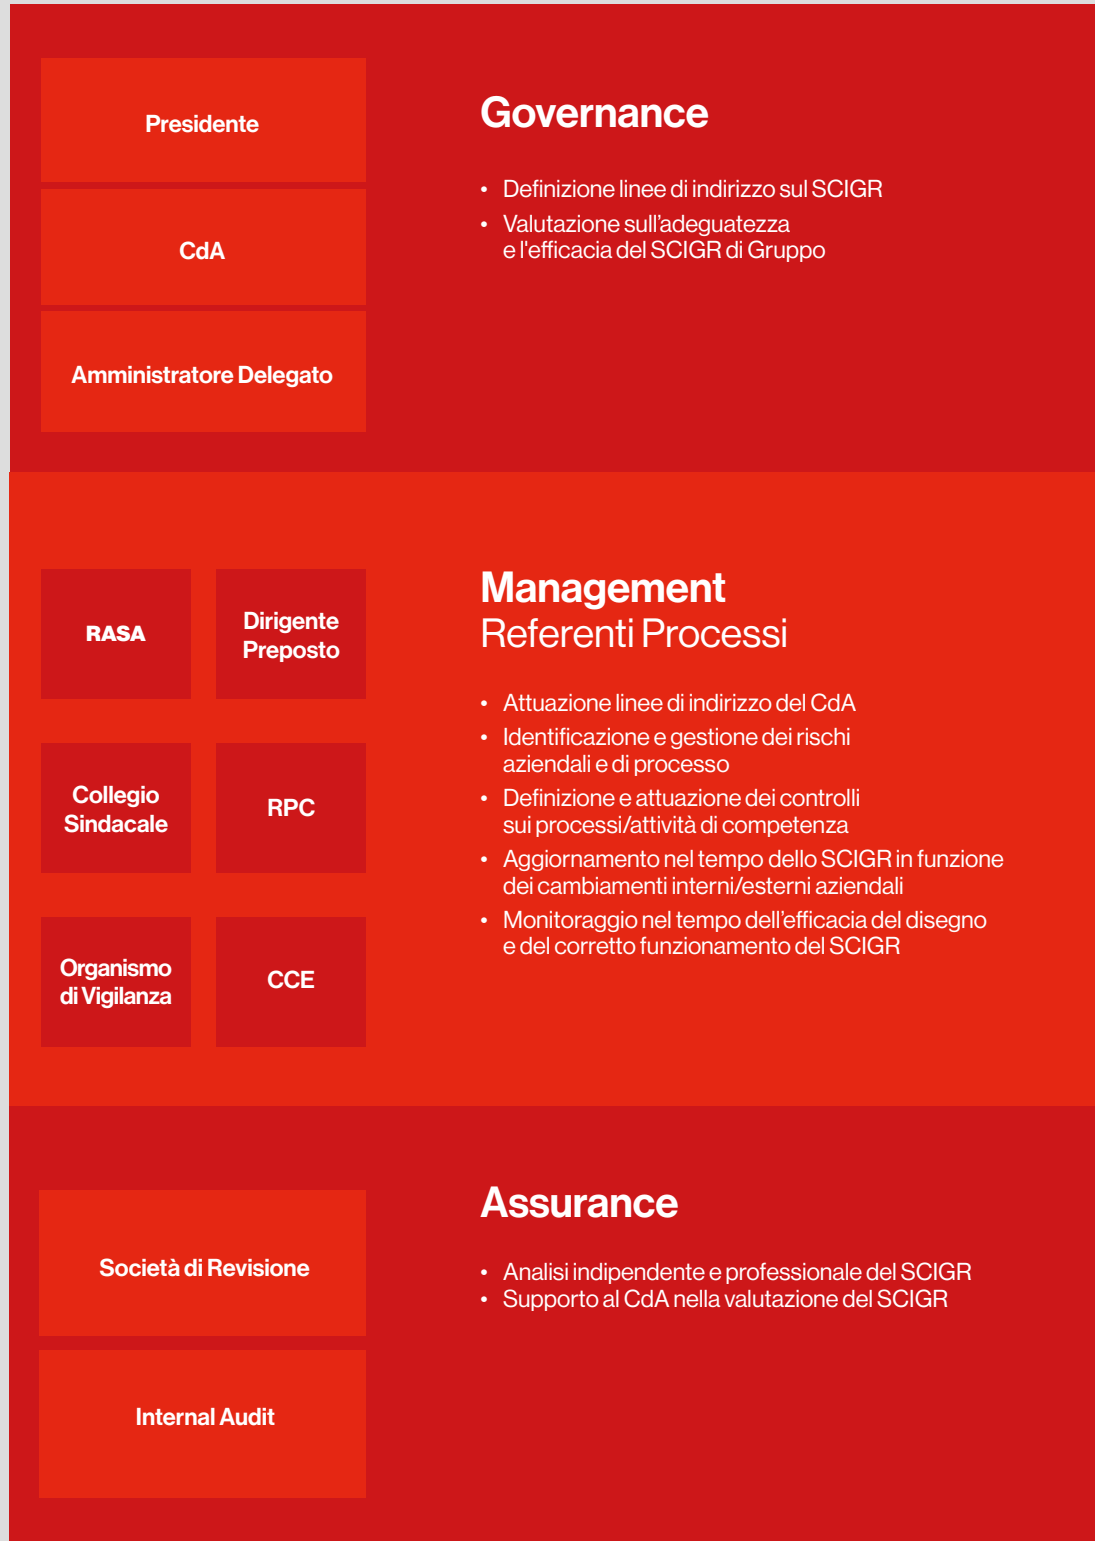 Presidente
CdA
Amministratore Delegato
Governance
• Definizione linee di indirizzo sul SCIGR
• Valutazione sull'adeguatezza
e l'efficacia del SCIGR di Gruppo
RASA
Dirigente
Preposto
Collegio
Sindacale
RPC
Organismo
di Vigilanza
CCE
Management
Referenti Processi
• Attuazione linee di indirizzo del CdA
• Identificazione e gestione dei rischi
aziendali e di processo
• Definizione e attuazione dei controlli
sui processi/attività di competenza
• Aggiornamento nel tempo dello SCIGR in funzione
dei cambiamenti interni/esterni aziendali
• Monitoraggio nel tempo dell'efficacia del disegno
e del corretto funzionamento del SCIGR
Società di Revisione
Internal Audit
Assurance
• Analisi indipendente e professionale del SCIGR
• Supporto al CdA nella valutazione del SCIGR